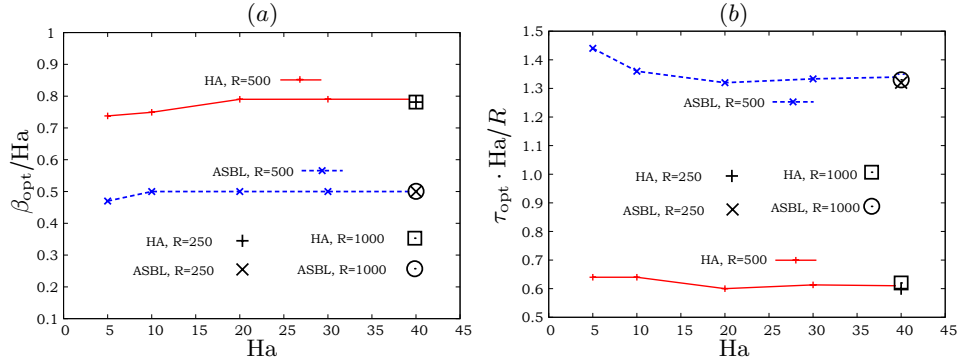 (a)
1
0.9
0.8
0.7
0.6
0.5
0.4
0.3
0.2
0.1
β_opt/Ha
HA, R=500
ASBL, R=500
HA, R=250
HA, R=1000
ASBL, R=250
ASBL, R=1000
0 5 10 15 20 25 30 35 40 45
Ha
(b)
1.5
1.4
1.3
1.2
1.1
1.0
0.9
0.8
0.7
0.6
0.5
τ_opt · Ha/R
ASBL, R=500
HA, R=250
HA, R=1000
ASBL, R=250
ASBL, R=1000
HA, R=500
0 5 10 15 20 25 30 35 40 45
Ha